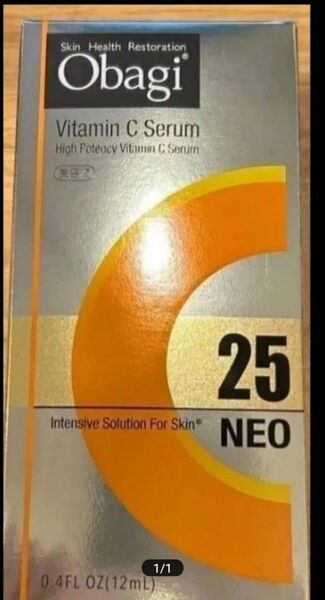 Skin Health Restoration
Obagi®
Vitamin C Serum
High Potency Vitamin C Serum
美容
25
Intensive Solution For Skin®
NEO
1/1
0.4FL OZ(12mL)